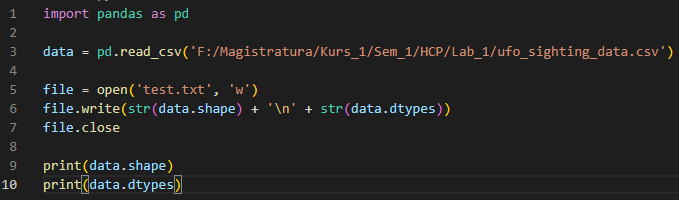 1 import pandas as pd
2
3 data = pd.read_csv('F:/Magistratura/Kurs_1/Sem_1/HCP/Lab_1/ufo_sighting_data.csv')
4
5 file = open('test.txt', 'w')
6 file.write(str(data.shape) + '\n' + str(data.dtypes))
7 file.close
8
9 print(data.shape)
10 print(data.dtypes)